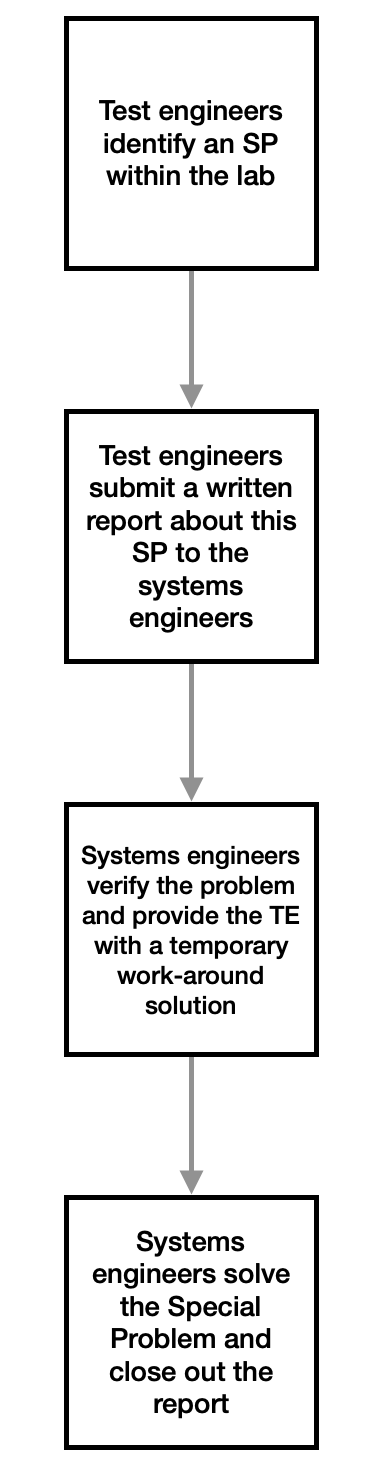 Test engineers
identify an SP
within the lab
Test engineers
submit a written
report about this
SP to the
systems
engineers
Systems engineers
verify the problem
and provide the TE
with a temporary
work-around
solution
Systems
engineers solve
the Special
Problem and
close out the
report